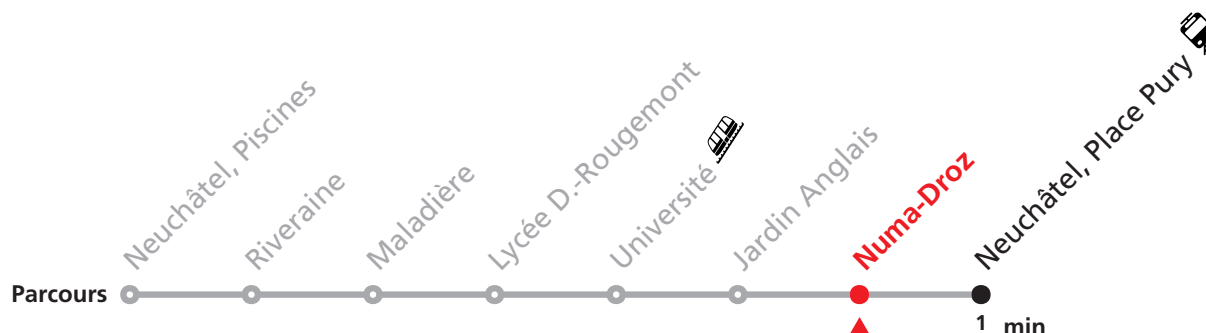 Neuchâtel, Piscines
Riveraine
Maladière
Lycée D.-Rougemont
Université
Jardin Anglais
Numa-Droz
Neuchâtel, Place Pury
Parcours
1 min